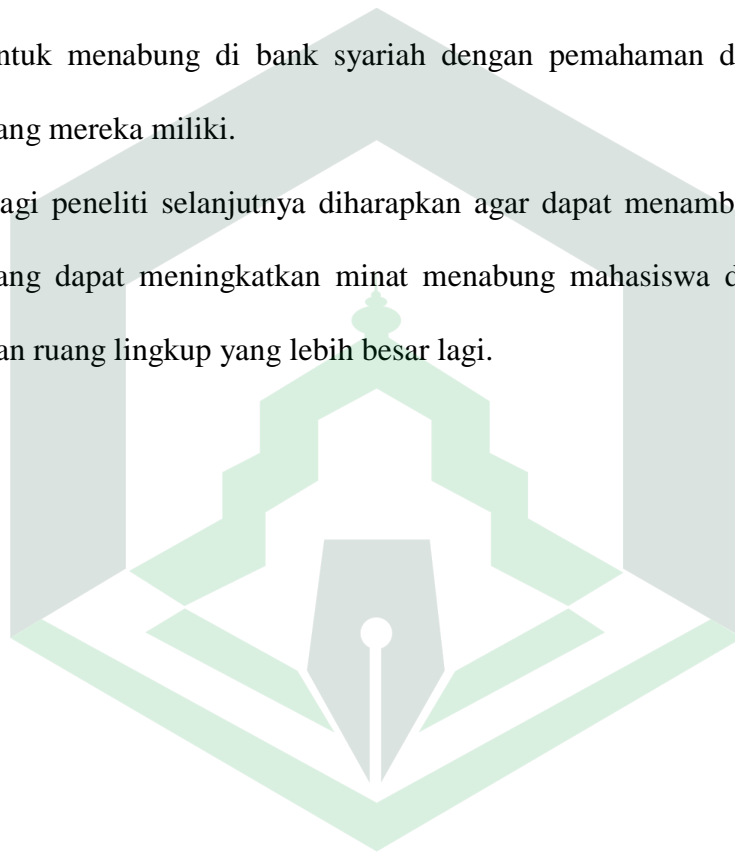 ntuk menabung di bank syariah dengan pemahaman d
ang mereka miliki.
agi peneliti selanjutnya diharapkan agar dapat menamb
ang dapat meningkatkan minat menabung mahasiswa d
an ruang lingkup yang lebih besar lagi.